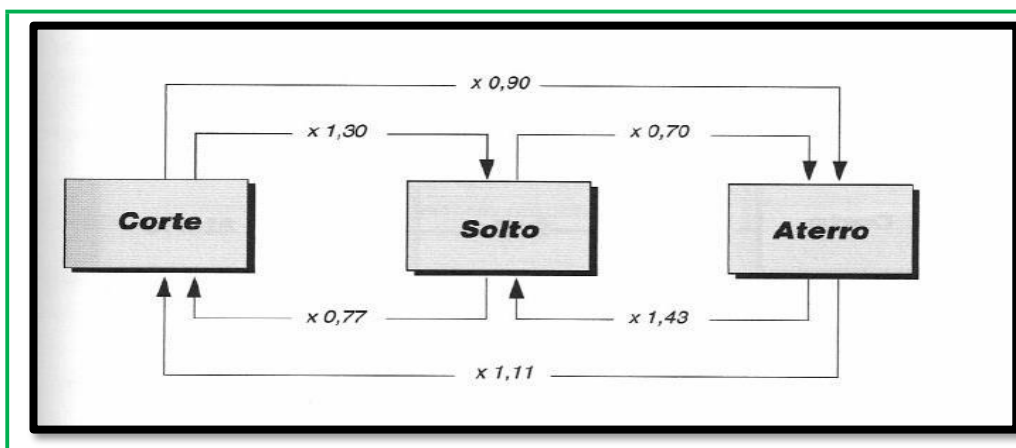 x 0,90
x 1,30
x 0,70
Corte
Solto
Aterro
x 0,77
x 1,43
x 1,11